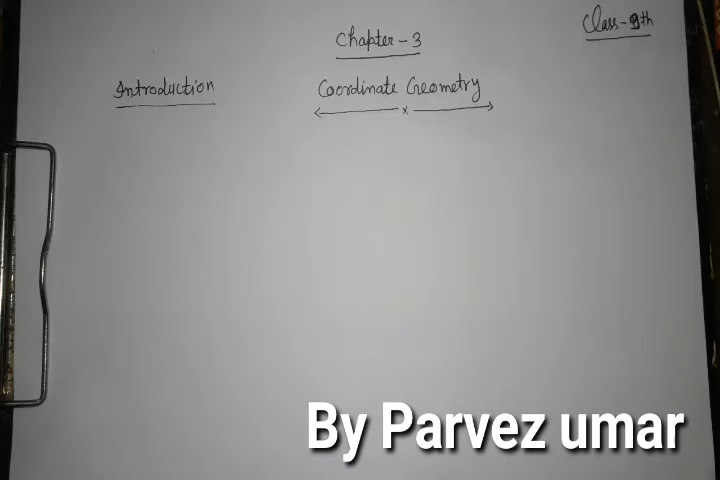 Class-9th
Chapter-3
Introduction
Coordinate Geometry
By Parvez umar